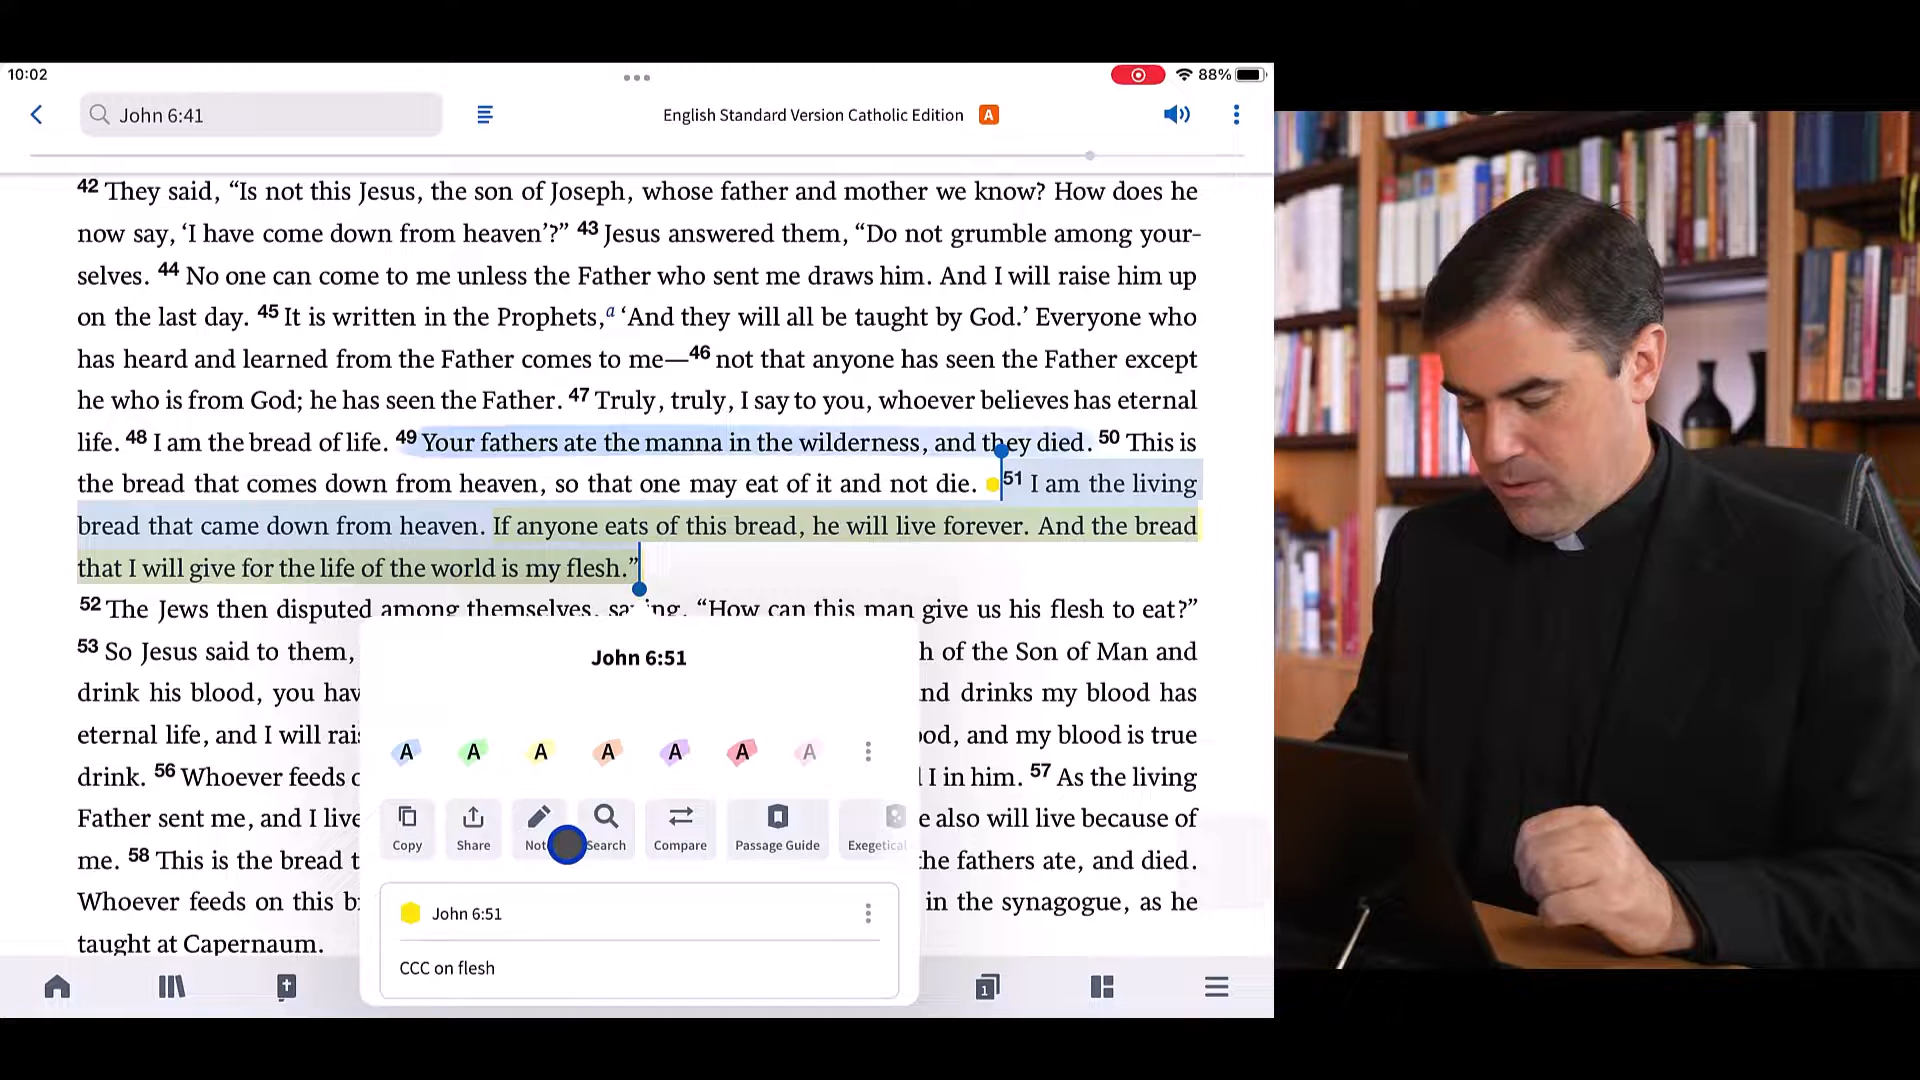 10:02
88%
John 6:41
English Standard Version Catholic Edition A
42 They said, “Is not this Jesus, the son of Joseph, whose father and mother we know? How does he
now say, ‘I have come down from heaven’?” 43 Jesus answered them, “Do not grumble among your-
selves. 44 No one can come to me unless the Father who sent me draws him. And I will raise him up
on the last day. 45 It is written in the Prophets,a ‘And they will all be taught by God.’ Everyone who
has heard and learned from the Father comes to me—46 not that anyone has seen the Father except
he who is from God; he has seen the Father. 47 Truly, truly, I say to you, whoever believes has eternal
life. 48 I am the bread of life. 49 Your fathers ate the manna in the wilderness, and they died. 50 This is
the bread that comes down from heaven, so that one may eat of it and not die. 51 I am the living
bread that came down from heaven. If anyone eats of this bread, he will live forever. And the bread
that I will give for the life of the world is my flesh.”
52 The Jews then disputed among themselves, saying, “How can this man give us his flesh to eat?”
53 So Jesus said to them, h of the Son of Man and
drink his blood, you hav nd drinks my blood has
eternal life, and I will rai ood, and my blood is true
drink. 56 Whoever feeds o I in him. 57 As the living
Father sent me, and I live e also will live because of
me. 58 This is the bread t the fathers ate, and died.
Whoever feeds on this b in the synagogue, as he
taught at Capernaum.
John 6:51
A A A A A A A
Copy Share Not Search Compare Passage Guide Exegetical
John 6:51
CCC on flesh
1